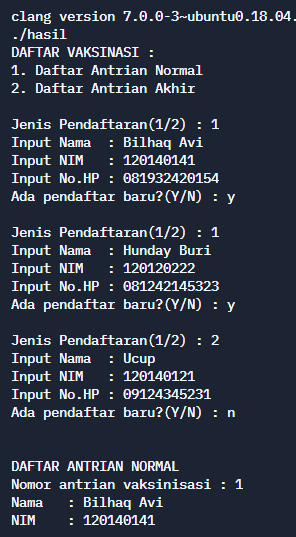 clang version 7.0.0-3~ubuntu0.18.04.
./hasil
DAFTAR VAKSINASI :
1. Daftar Antrian Normal
2. Daftar Antrian Akhir

Jenis Pendaftaran(1/2) : 1
Input Nama  : Bilhaq Avi
Input NIM   : 120140141
Input No.HP : 081932420154
Ada pendaftar baru?(Y/N) : y

Jenis Pendaftaran(1/2) : 1
Input Nama  : Hunday Buri
Input NIM   : 120120222
Input No.HP : 081242145323
Ada pendaftar baru?(Y/N) : y

Jenis Pendaftaran(1/2) : 2
Input Nama  : Ucup
Input NIM   : 120140121
Input No.HP : 09124345231
Ada pendaftar baru?(Y/N) : n

DAFTAR ANTRIAN NORMAL
Nomor antrian vaksinisasi : 1
Nama   : Bilhaq Avi
NIM    : 120140141